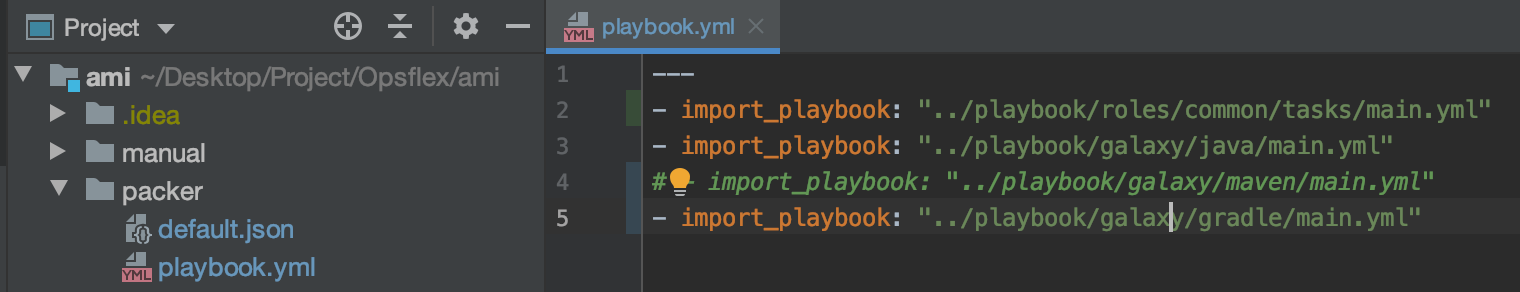 Project
playbook.yml
ami ~/Desktop/Project/Opsflex/ami
.idea
manual
packer
default.json
YML playbook.yml
YML
1 ---
2 - import_playbook: "../playbook/roles/common/tasks/main.yml"
3 - import_playbook: "../playbook/galaxy/java/main.yml"
4 # - import_playbook: "../playbook/galaxy/maven/main.yml"
5 - import_playbook: "../playbook/galaxy/gradle/main.yml"